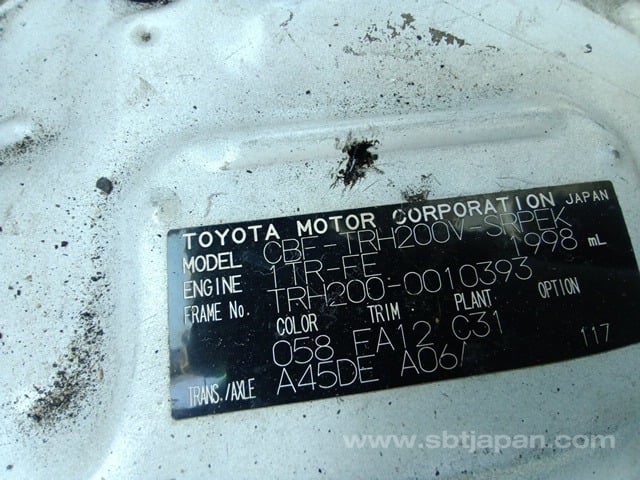 TOYOTA MOTOR CORPORATION JAPAN
MODEL CBF-TRH200V-SRPEK
ENGINE 1TR-FE 1998 mL
FRAME No. TRH200-0010393
COLOR TRIM PLANT OPTION
058 FA12 C31
TRANS./AXLE A45DE A06/ 117
www.sbtjapan.com